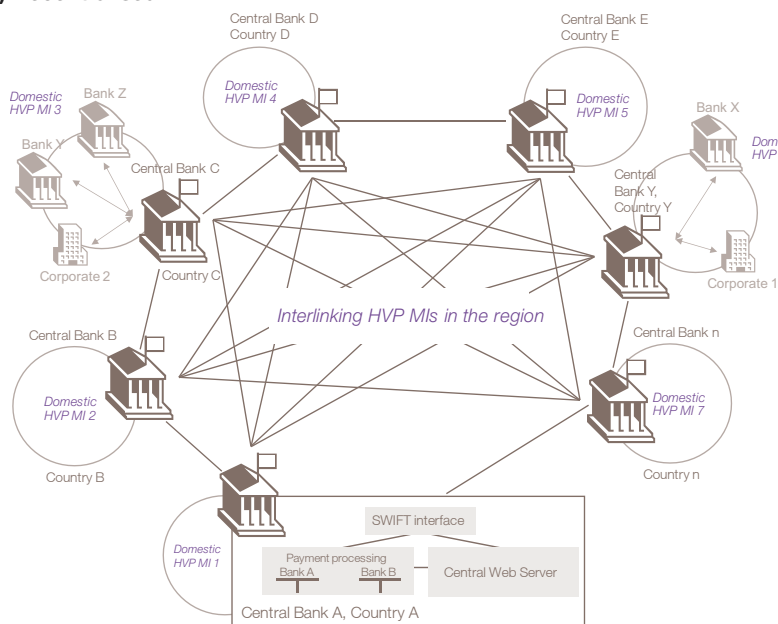 Central Bank D
Country D
Central Bank E
Country E
Domestic
HVP MI 3
Bank Z
Domestic
HVP MI 4
Domestic
HVP MI 5
Bank X
Dom
HVP
Bank Y
Central Bank C
Central
Bank Y,
Country Y
Corporate 2
Country C
Corporate 1
Interlinking HVP MIs in the region
Central Bank B
Central Bank n
Domestic
HVP MI 2
Domestic
HVP MI 7
Country B
Country n
SWIFT interface
Domestic
HVP MI 1
Payment processing
Bank A
Bank B
Central Web Server
Central Bank A, Country A